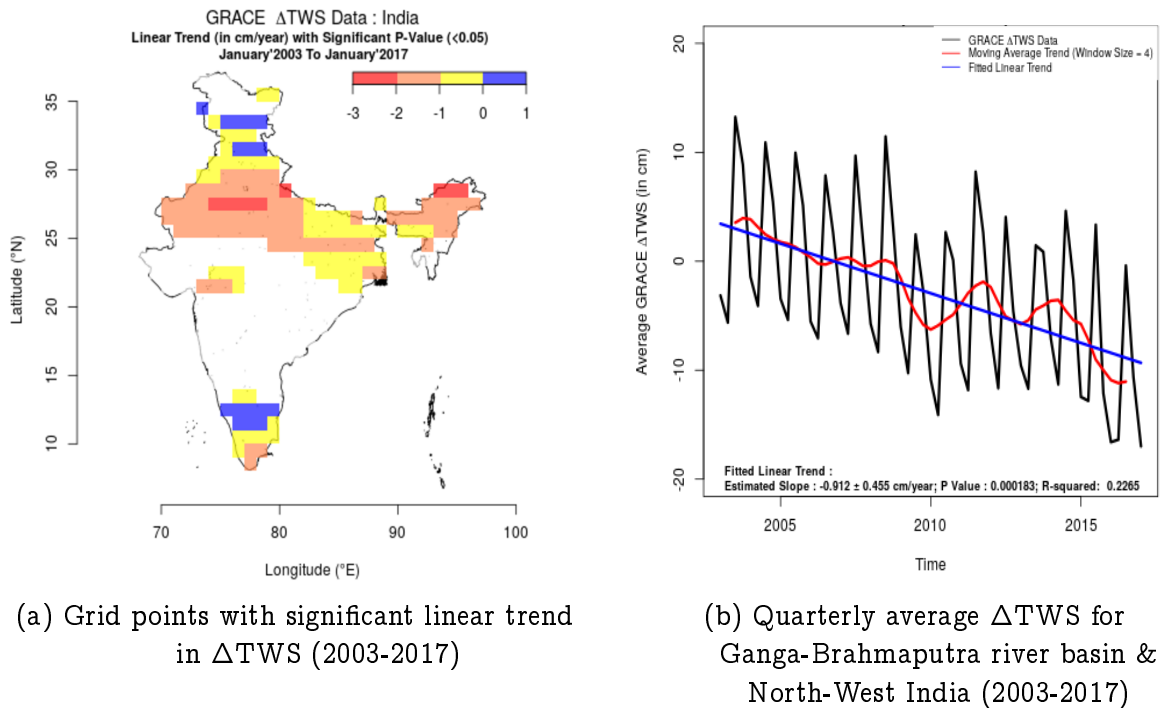 GRACE ΔTWS Data : India
Linear Trend (in cm/year) with Significant P-Value (<0.05)
January'2003 To January'2017
-3 -2 -1 0 1
35
30
25
20
15
10
Latitude (°N)
70 80 90 100
Longitude (°E)
(a) Grid points with significant linear trend
in ΔTWS (2003-2017)
GRACE ΔTWS Data
Moving Average Trend (Window Size = 4)
Fitted Linear Trend
20
10
0
-10
-20
Average GRACE ΔTWS (in cm)
Fitted Linear Trend :
Estimated Slope : -0.912 ± 0.455 cm/year; P Value : 0.000183; R-squared: 0.2265
2005 2010 2015
Time
(b) Quarterly average ΔTWS for
Ganga-Brahmaputra river basin &
North-West India (2003-2017)